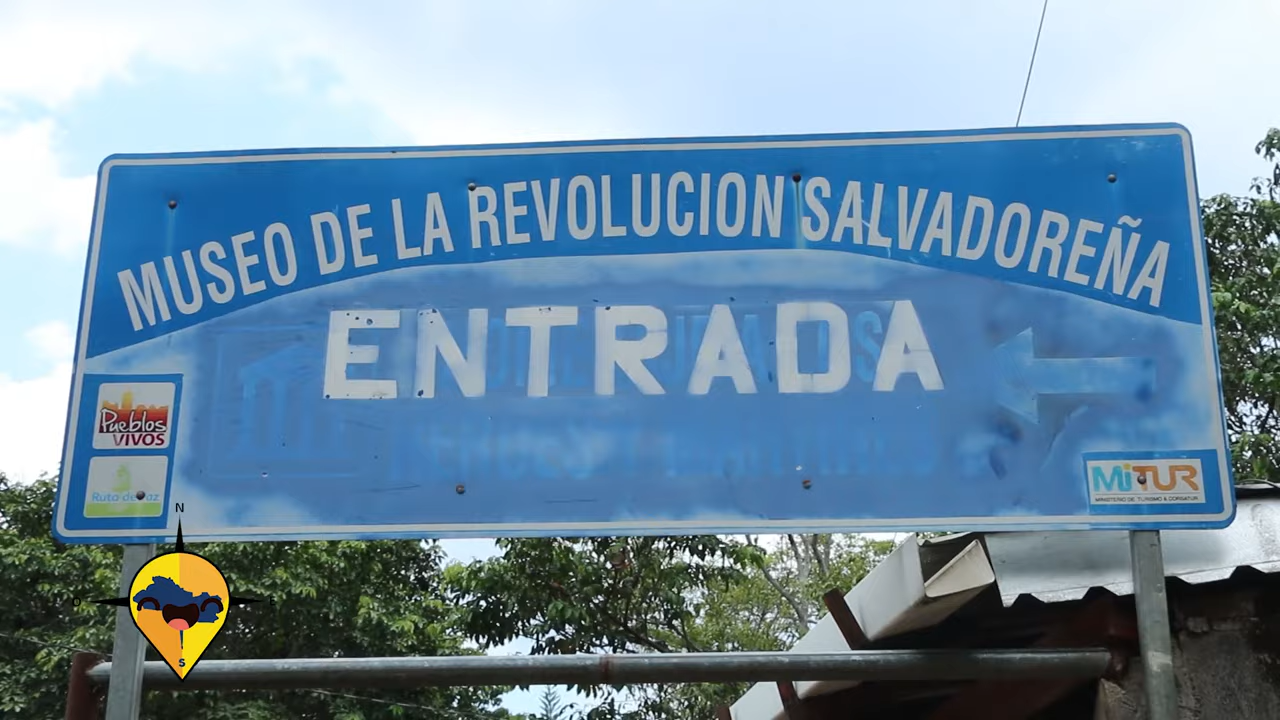 MUSEO DE LA REVOLUCION SALVADOREÑA
ENTRADA
Pueblos
VIVOS
Ruta de Paz
MiTUR
MINISTERIO DE TURISMO & CORSATUR
N
E
S